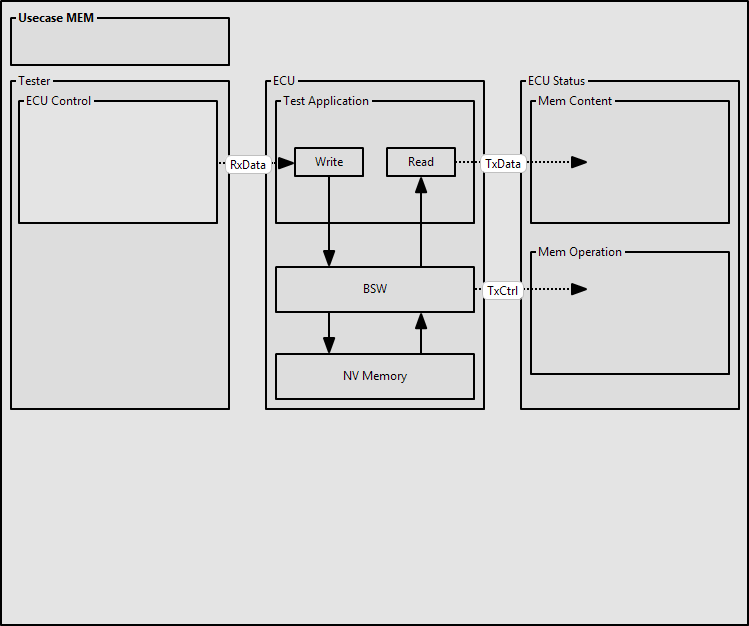 Usecase MEM
Tester
ECU
ECU Status
ECU Control
Test Application
Mem Content
RxData
Write
Read
TxData
Mem Operation
BSW
TxCtrl
NV Memory